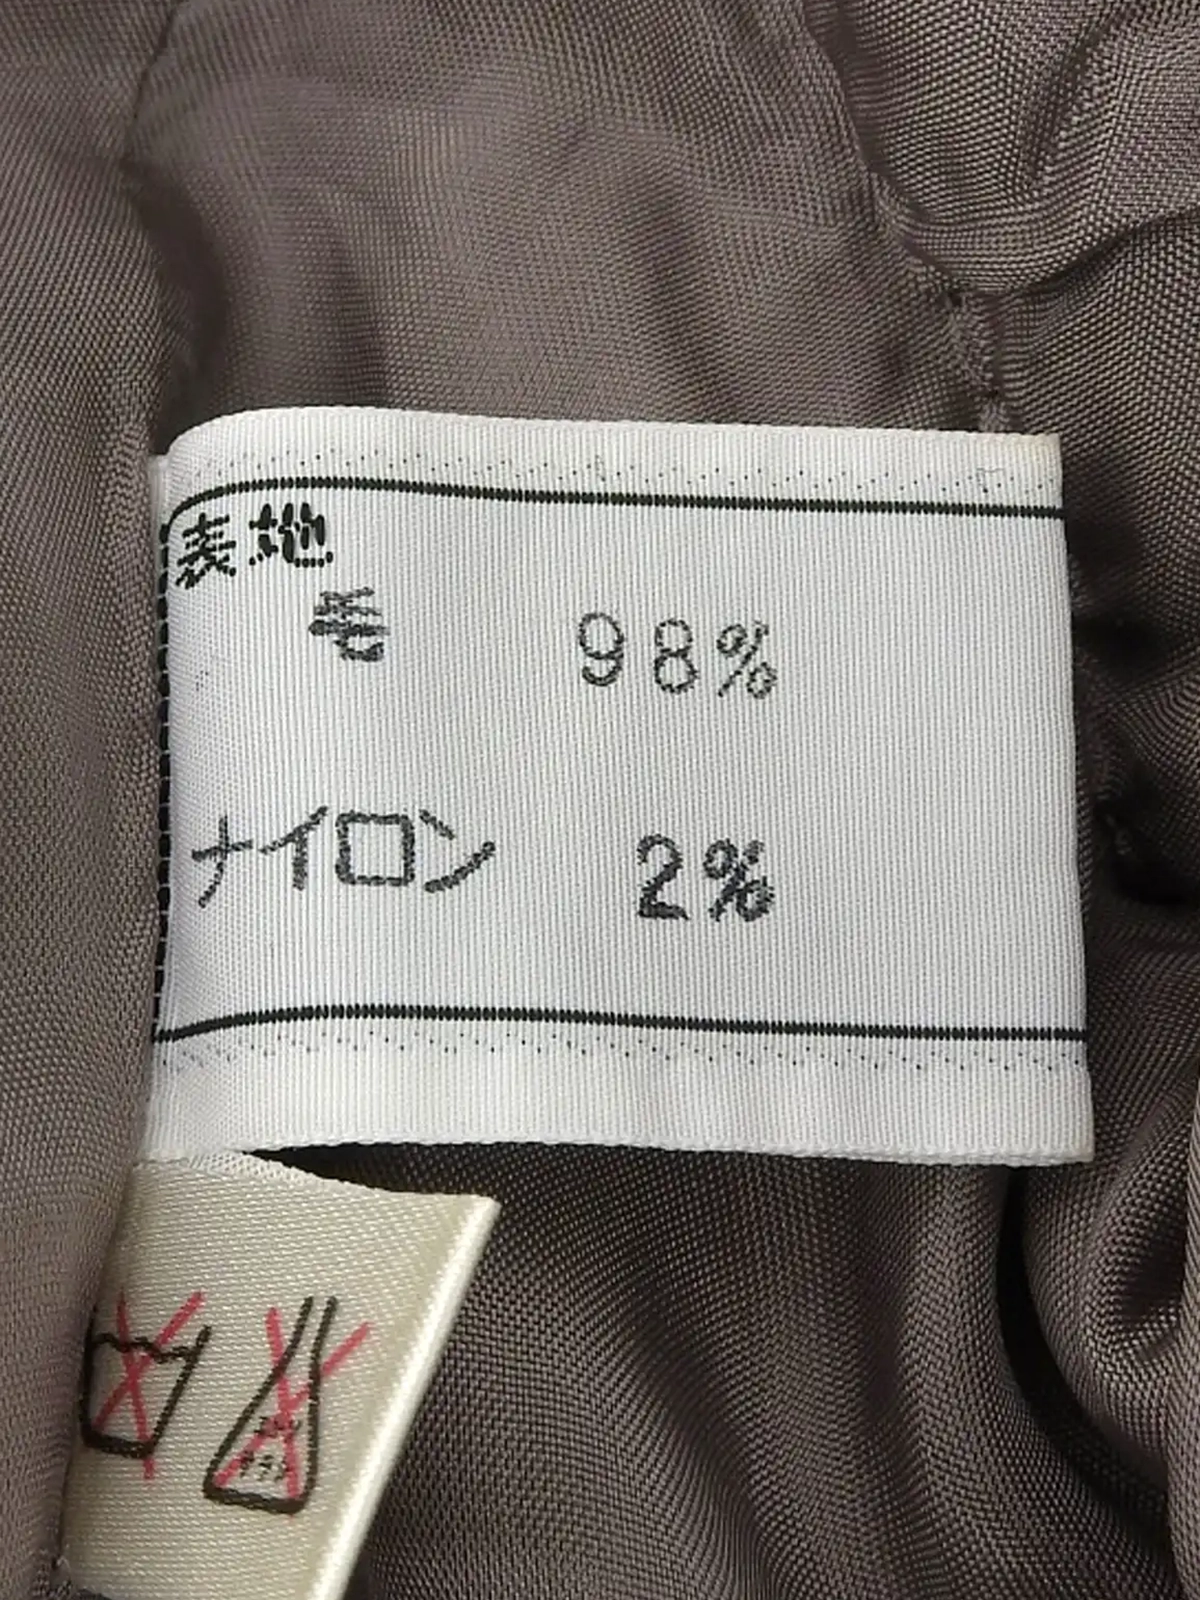 表地
毛 98%
ナイロン 2%